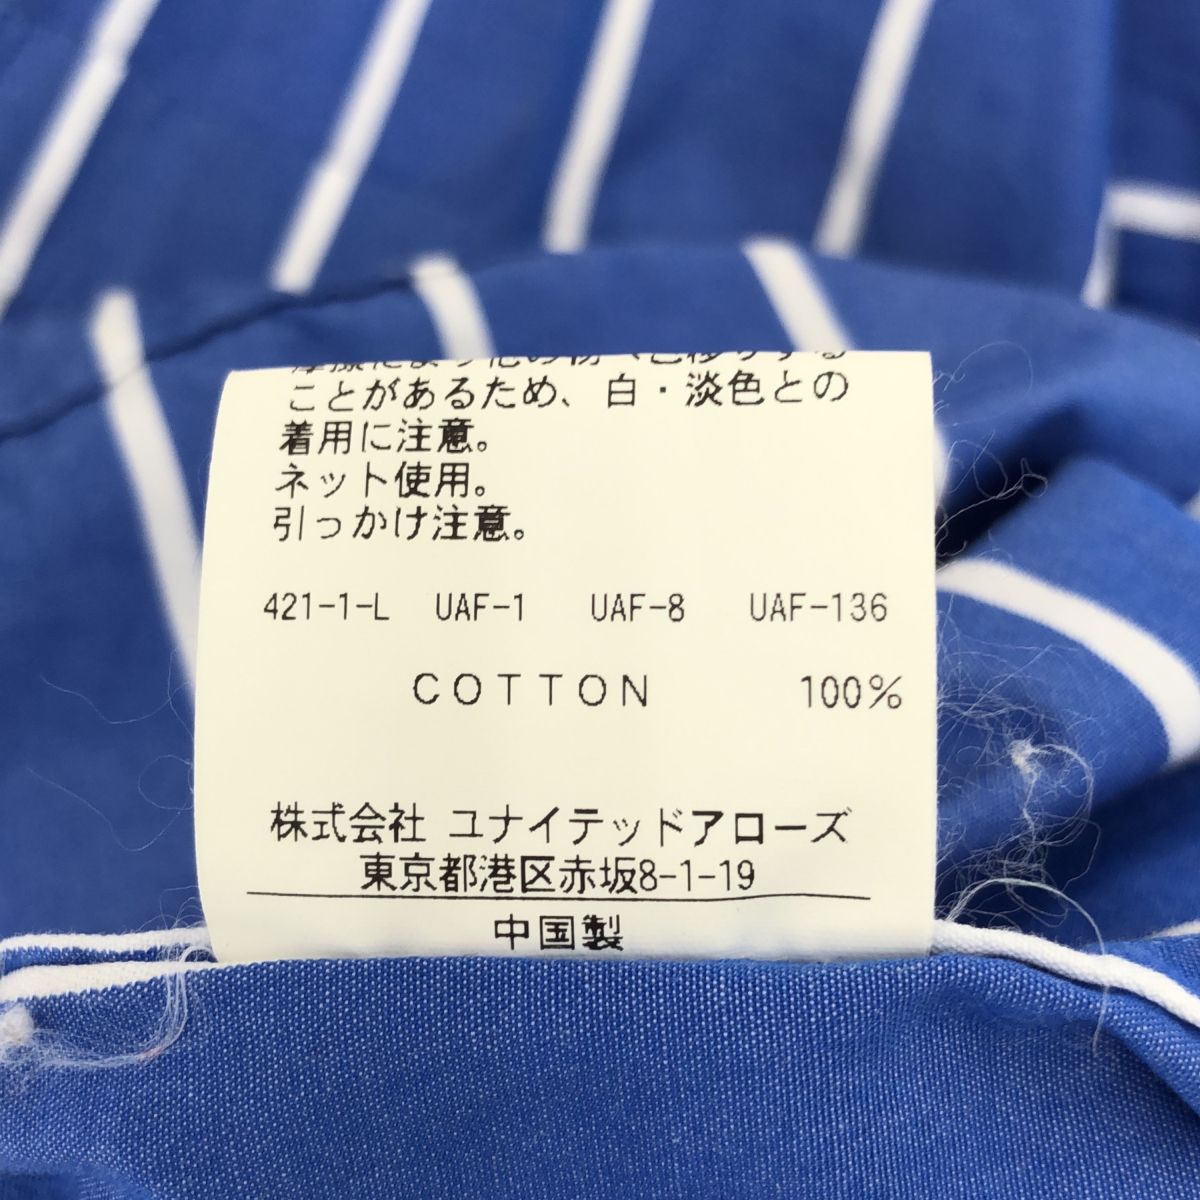 ことがあるため、白・淡色との
着用に注意。
ネット使用。
引っかけ注意。
421-1-L UAF-1 UAF-8 UAF-136
COTTON 100%
株式会社 ユナイテッドアローズ
東京都港区赤坂8-1-19
中国製